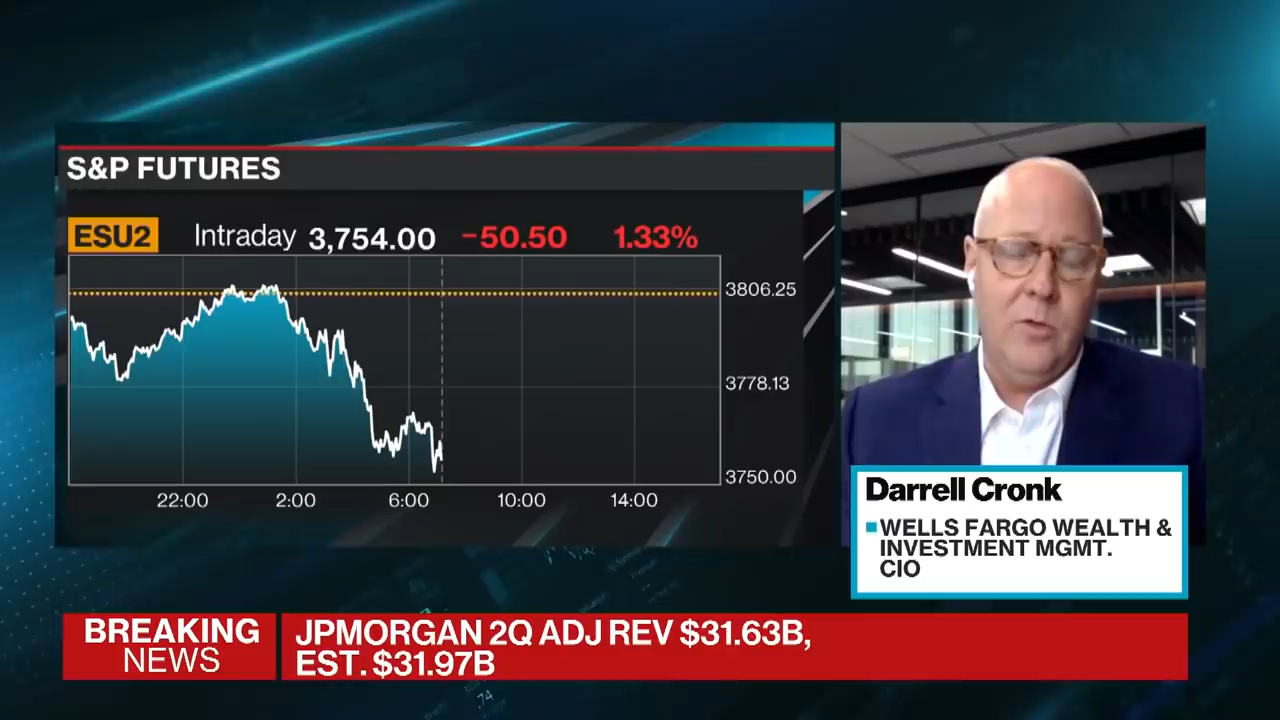 S&P FUTURES
ESU2 Intraday 3,754.00 -50.50 1.33%
3806.25
3778.13
3750.00
22:00 2:00 6:00 10:00 14:00
Darrell Cronk
WELLS FARGO WEALTH &
INVESTMENT MGMT.
CIO
BREAKING
NEWS
JPMORGAN 2Q ADJ REV $31.63B,
EST. $31.97B
.74